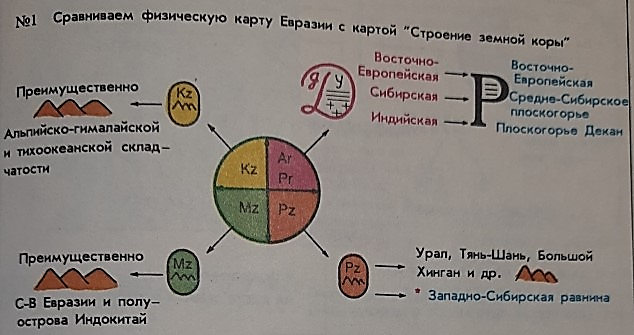 №1 Сравниваем физическую карту Евразии с картой "Строение земной коры"
Преимущественно
Альпийско-гималайской
и тихоокеанской склад-
чатости
Kz
Д
У
Восточно-
Европейская
Сибирская
Индийская
Р
Восточно-
Европейская
Средне-Сибирское
плоскогорье
Плоскогорье Декан
Kz
Ar
Pr
Mz
Pz
Преимущественно
С-В Евразии и полу-
острова Индокитай
Mz
Pz
Урал, Тянь-Шань, Большой
Хинган и др.
* Западно-Сибирская равнина